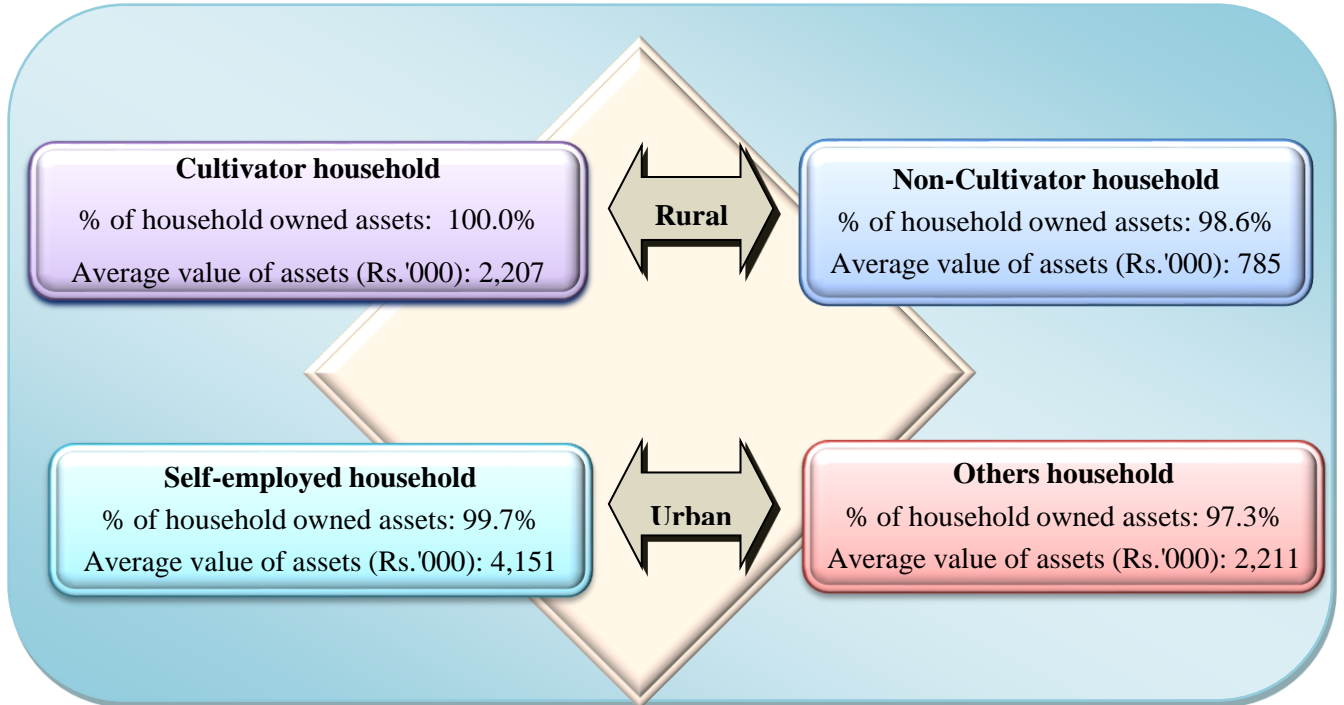 Cultivator household
% of household owned assets: 100.0%
Average value of assets (Rs.'000): 2,207
Rural
Non-Cultivator household
% of household owned assets: 98.6%
Average value of assets (Rs.'000): 785
Self-employed household
% of household owned assets: 99.7%
Average value of assets (Rs.'000): 4,151
Urban
Others household
% of household owned assets: 97.3%
Average value of assets (Rs.'000): 2,211